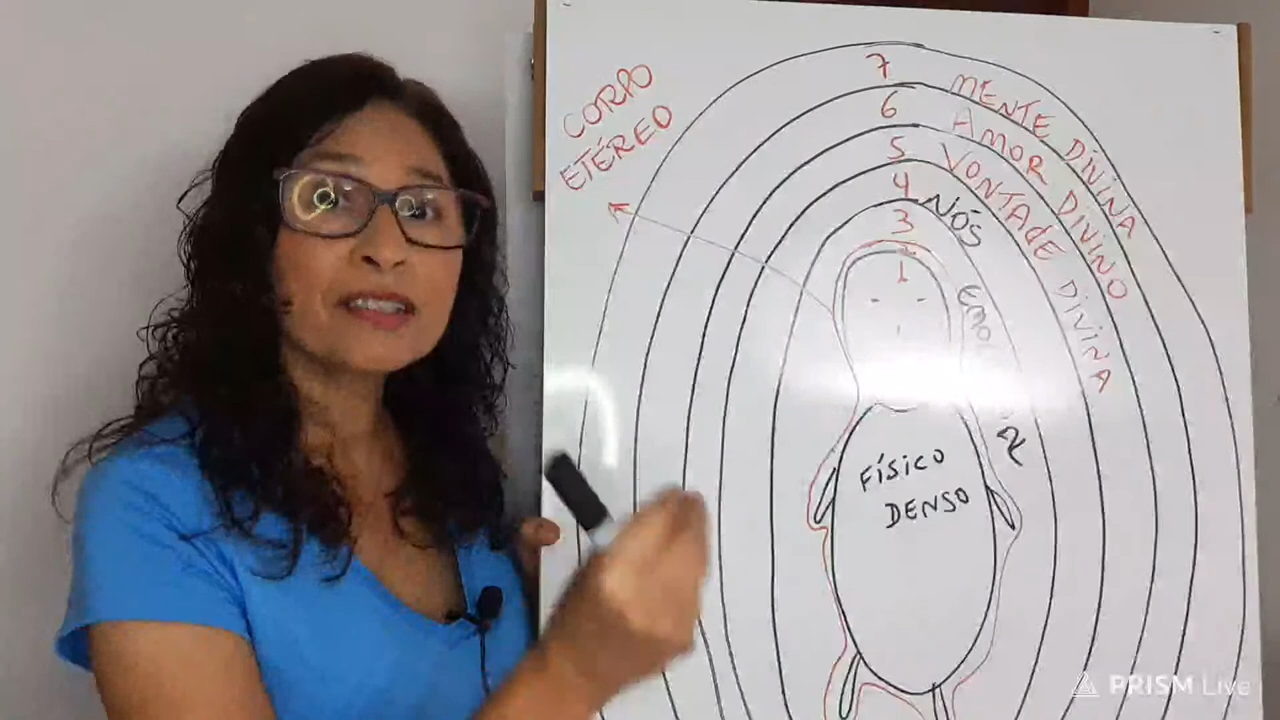 CORPO
ETÉREO
7 MENTE DIVINA
6 AMOR DIVINO
5 VONTADE DIVINA
4 NÓS
3
1
2
FÍSICO
DENSO
PRISM Live